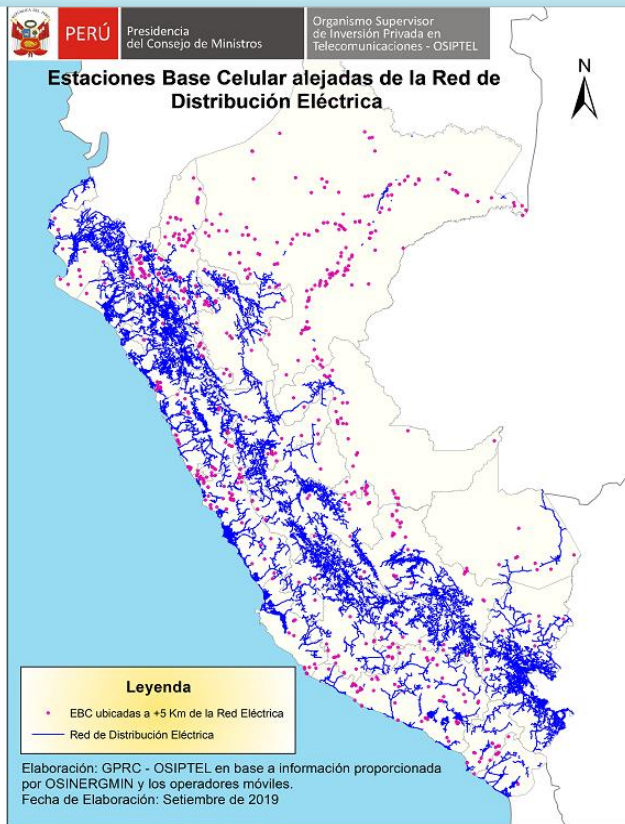 PERÚ
Presidencia
del Consejo de Ministros
Organismo Supervisor
de Inversión Privada en
Telecomunicaciones - OSIPTEL
Estaciones Base Celular alejadas de la Red de
Distribución Eléctrica
N
Leyenda
EBC ubicadas a +5 Km de la Red Eléctrica
Red de Distribución Eléctrica
Elaboración: GPRC - OSIPTEL en base a información proporcionada
por OSINERGMIN y los operadores móviles.
Fecha de Elaboración: Setiembre de 2019